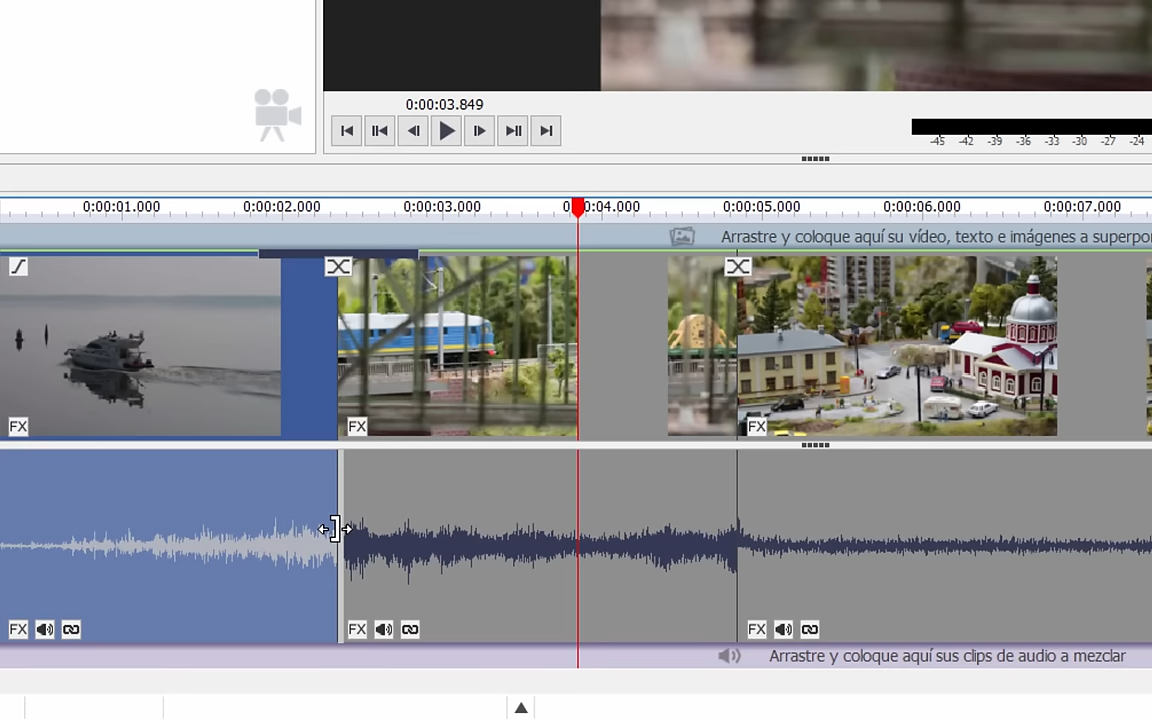 0:00:03.849
-45 -42 -39 -36 -33 -30 -27 -24
0:00:01.000 0:00:02.000 0:00:03.000 0:00:04.000 0:00:05.000 0:00:06.000 0:00:07.000
Arrastre y coloque aquí su vídeo, texto e imágenes a superpo
FX FX FX
FX FX FX
Arrastre y coloque aquí sus clips de audio a mezclar